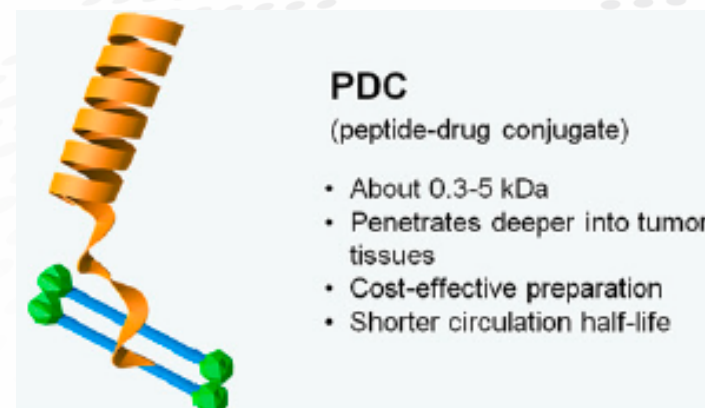 PDC
(peptide-drug conjugate)
• About 0.3-5 kDa
• Penetrates deeper into tumor
tissues
• Cost-effective preparation
• Shorter circulation half-life